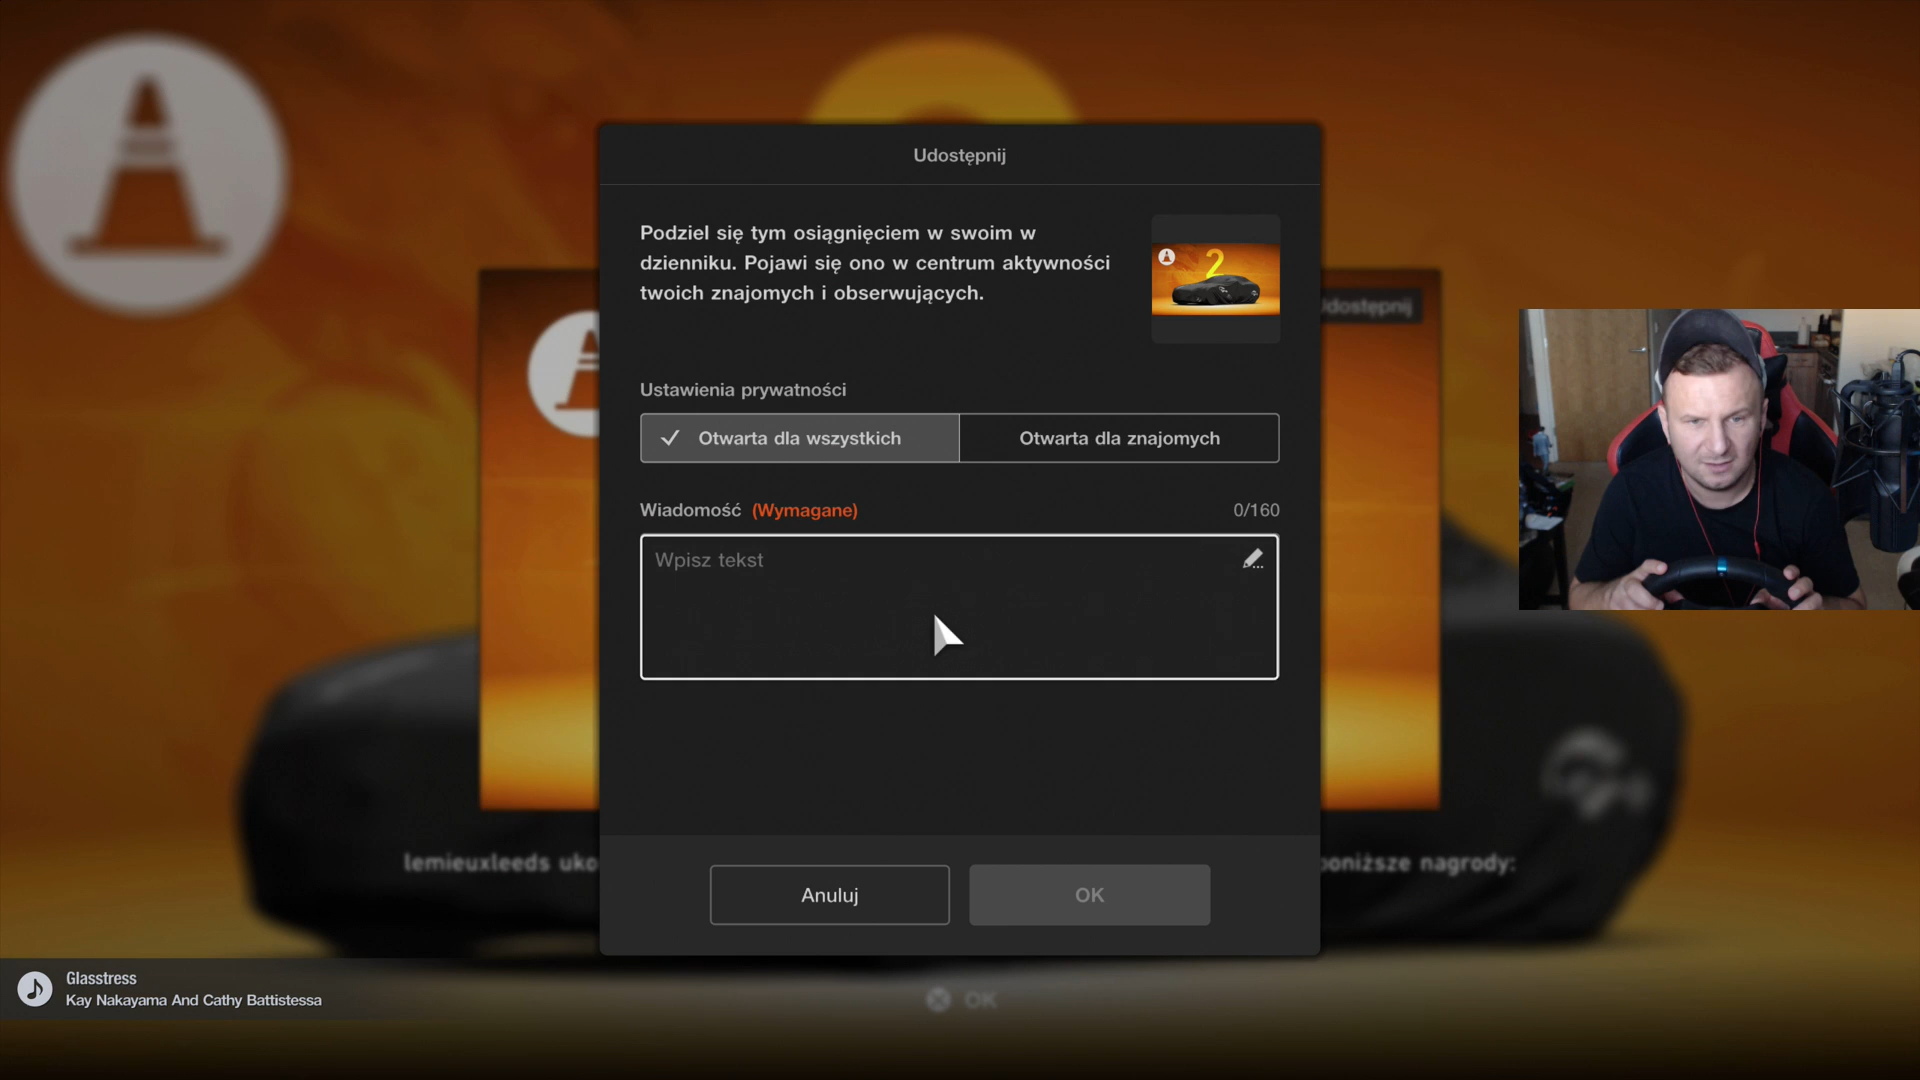 Udostępnij
Podziel się tym osiągnięciem w swoim w
dzienniku. Pojawi się ono w centrum aktywności
twoich znajomych i obserwujących.
2
Udostępnij
Ustawienia prywatności
Otwarta dla wszystkich
Otwarta dla znajomych
Wiadomość (Wymagane)
0/160
Wpisz tekst
lemieuxleeds uko
poniższe nagrody:
Anuluj
OK
Glasstress
Kay Nakayama And Cathy Battistessa
OK